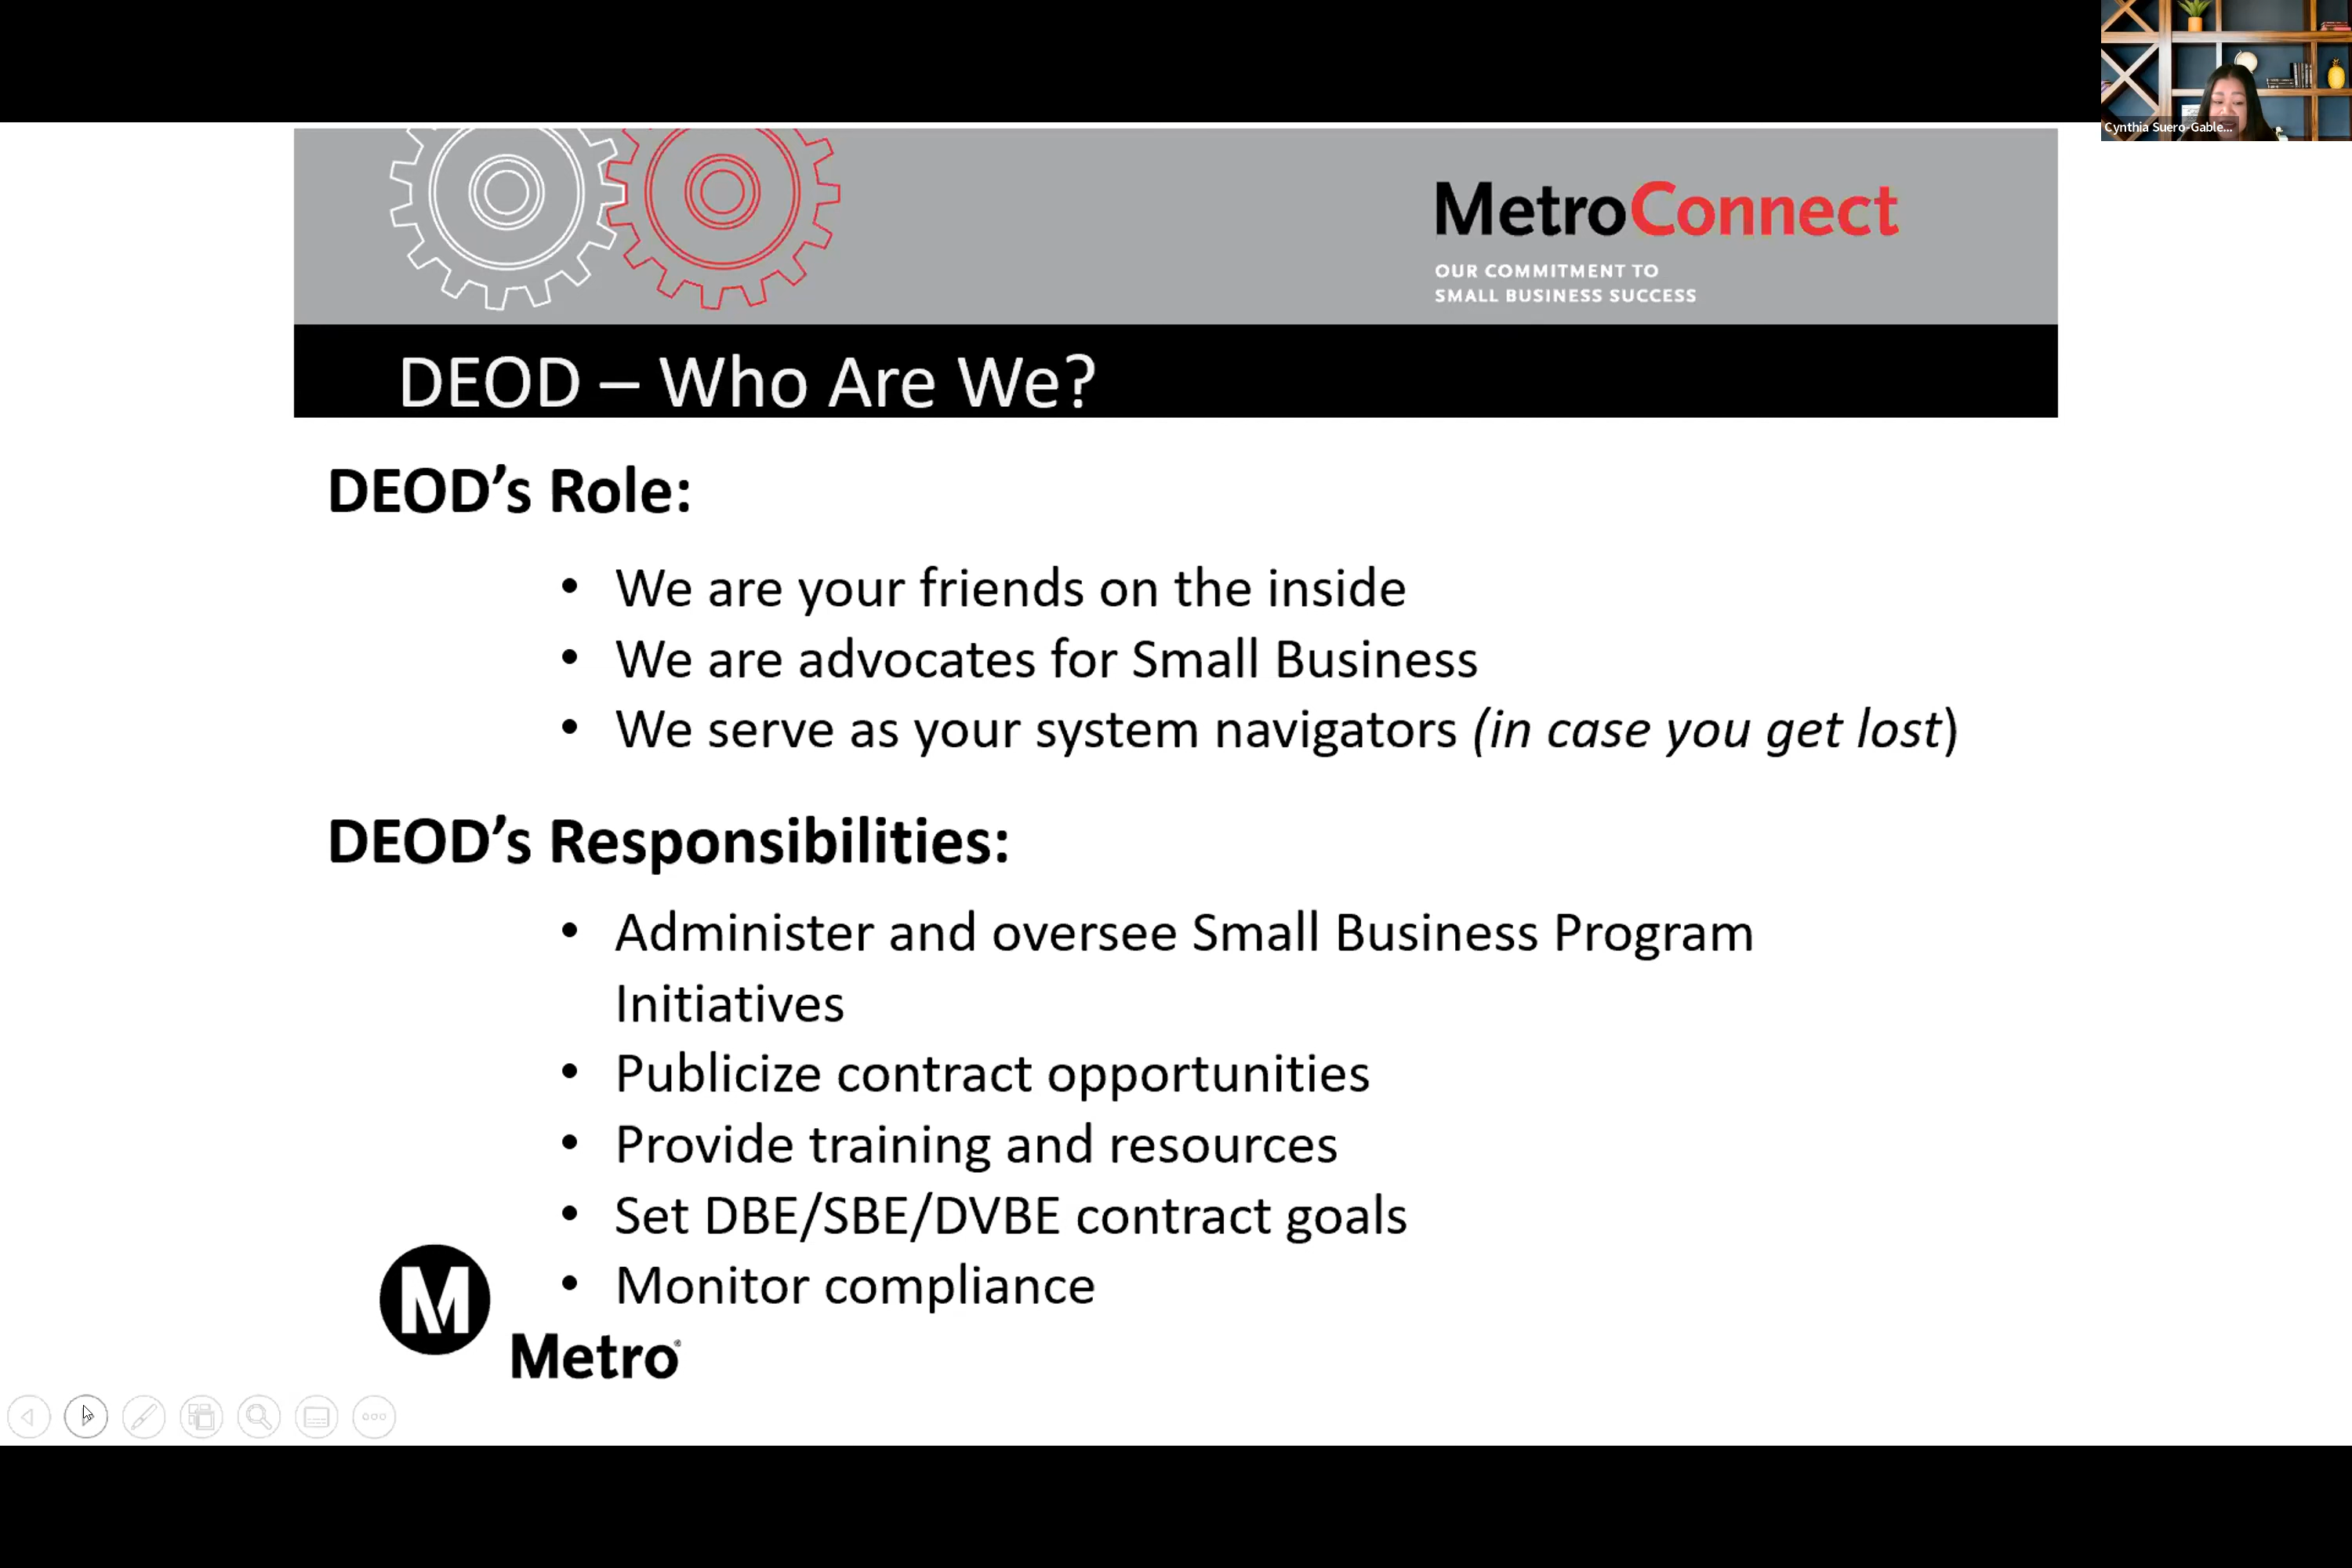 Cynthia Suero-Gable...
MetroConnect
OUR COMMITMENT TO
SMALL BUSINESS SUCCESS
DEOD – Who Are We?
DEOD’s Role:
• We are your friends on the inside
• We are advocates for Small Business
• We serve as your system navigators (in case you get lost)
DEOD’s Responsibilities:
• Administer and oversee Small Business Program
Initiatives
• Publicize contract opportunities
• Provide training and resources
• Set DBE/SBE/DVBE contract goals
• Monitor compliance
M
Metro®